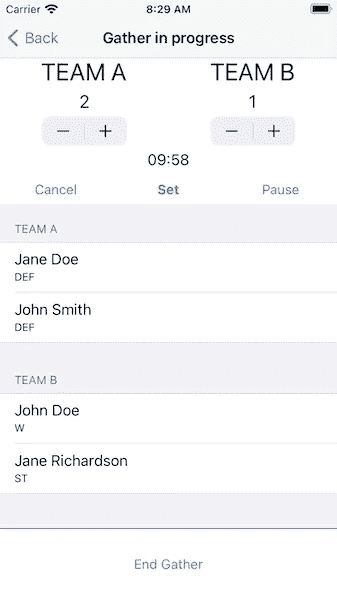 Carrier 8:29 AM
Back Gather in progress
TEAM A TEAM B
2 1
− + − +
09:58
Cancel Set Pause
TEAM A
Jane Doe
DEF
John Smith
DEF
TEAM B
John Doe
W
Jane Richardson
ST
End Gather